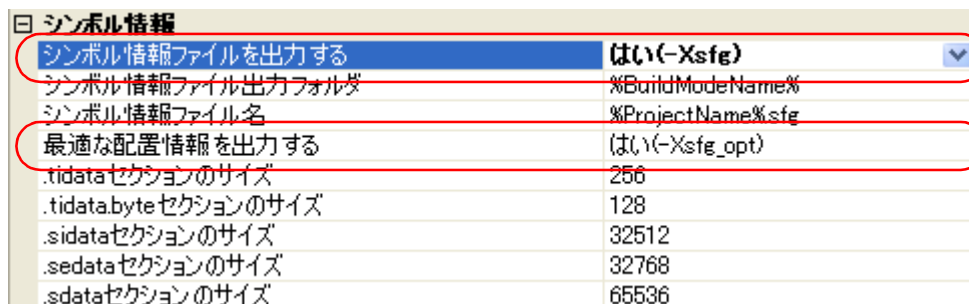 シンボル情報
シンボル情報ファイルを出力する はい(-Xsfg)
シンボル情報ファイル出力フォルダ %BuildModeName%
シンボル情報ファイル名 %ProjectName%.sfg
最適な配置情報を出力する はい(-Xsfg_opt)
.tidataセクションのサイズ 256
.tidata.byteセクションのサイズ 128
.sidataセクションのサイズ 32512
.sedataセクションのサイズ 32768
.sdataセクションのサイズ 65536